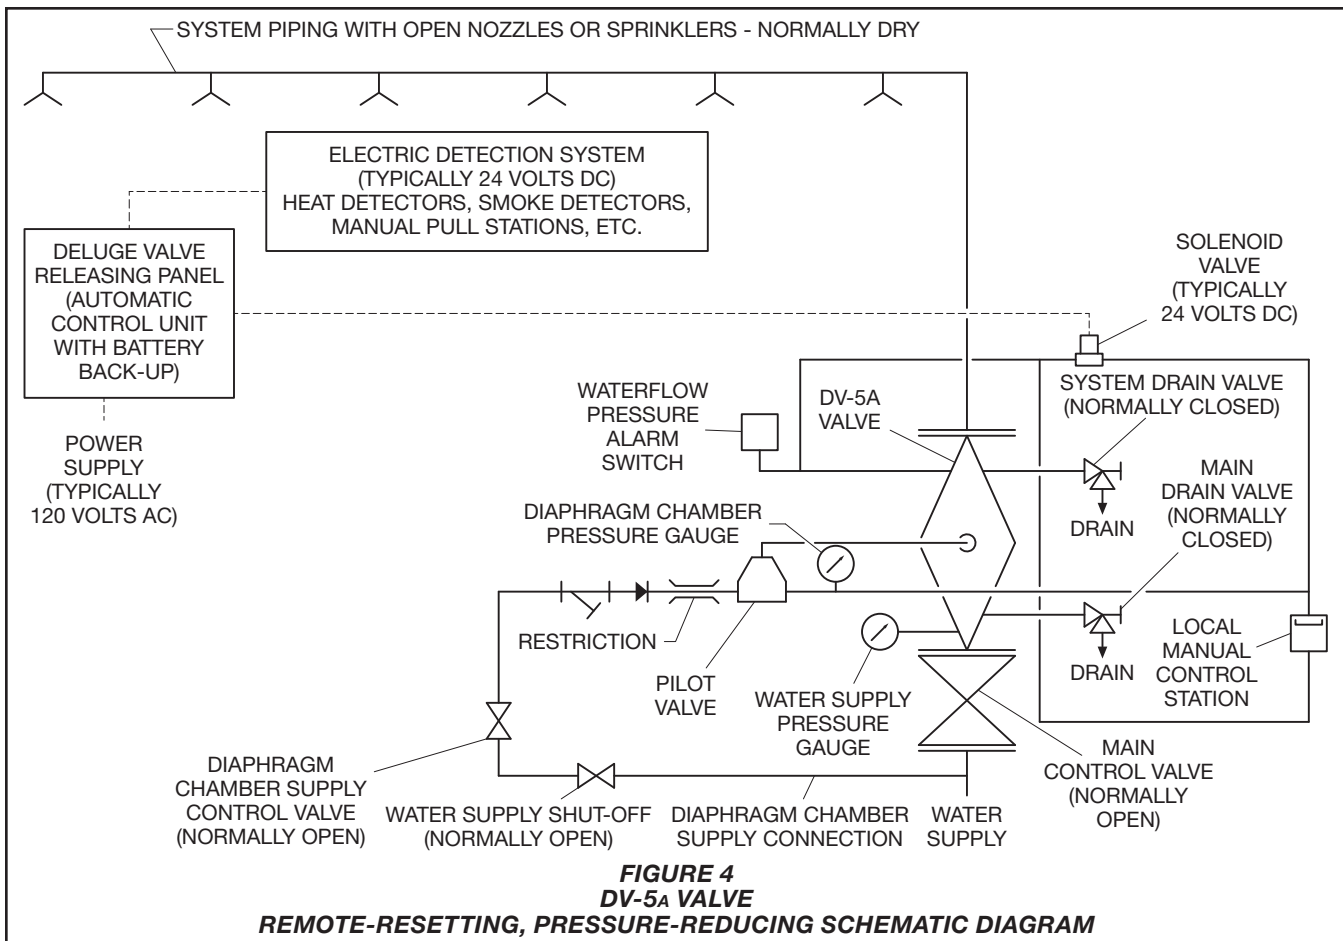 SYSTEM PIPING WITH OPEN NOZZLES OR SPRINKLERS - NORMALLY DRY
ELECTRIC DETECTION SYSTEM
(TYPICALLY 24 VOLTS DC)
HEAT DETECTORS, SMOKE DETECTORS,
MANUAL PULL STATIONS, ETC.
DELUGE VALVE
RELEASING PANEL
(AUTOMATIC
CONTROL UNIT
WITH BATTERY
BACK-UP)
SOLENOID
VALVE
(TYPICALLY
24 VOLTS DC)
POWER
SUPPLY
(TYPICALLY
120 VOLTS AC)
WATERFLOW
PRESSURE
ALARM
SWITCH
DV-5A
VALVE
SYSTEM DRAIN VALVE
(NORMALLY CLOSED)
MAIN
DRAIN VALVE
(NORMALLY
CLOSED)
DRAIN
DIAPHRAGM CHAMBER
PRESSURE GAUGE
RESTRICTION
PILOT
VALVE
WATER SUPPLY
PRESSURE
GAUGE
DRAIN
LOCAL
MANUAL
CONTROL
STATION
DIAPHRAGM
CHAMBER SUPPLY
CONTROL VALVE
(NORMALLY OPEN)
WATER SUPPLY SHUT-OFF
(NORMALLY OPEN)
DIAPHRAGM CHAMBER
SUPPLY CONNECTION
WATER
SUPPLY
MAIN
CONTROL VALVE
(NORMALLY
OPEN)
FIGURE 4
DV-5A VALVE
REMOTE-RESETTING, PRESSURE-REDUCING SCHEMATIC DIAGRAM